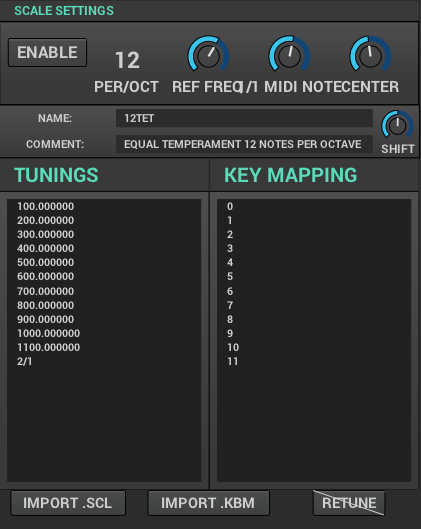 SCALE SETTINGS
ENABLE
12
PER/OCT
REF FREQ
1/1 MIDI NOTE
CENTER
NAME:
12TET
COMMENT:
EQUAL TEMPERAMENT 12 NOTES PER OCTAVE
SHIFT
TUNINGS
100.000000
200.000000
300.000000
400.000000
500.000000
600.000000
700.000000
800.000000
900.000000
1000.000000
1100.000000
2/1
KEY MAPPING
0
1
2
3
4
5
6
7
8
9
10
11
IMPORT .SCL
IMPORT .KBM
RETUNE